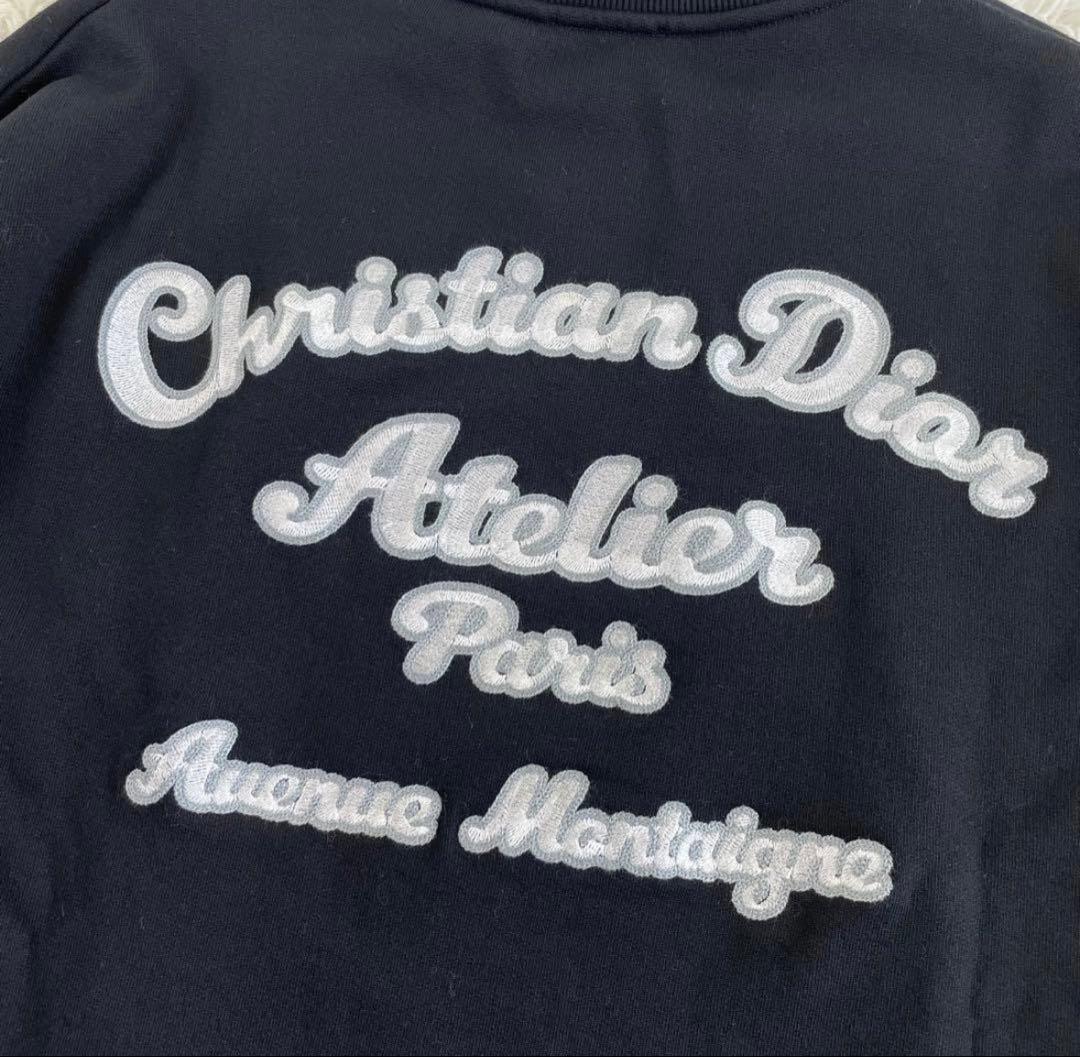 Christian Dior
Atelier
Paris
Avenue Montaigne